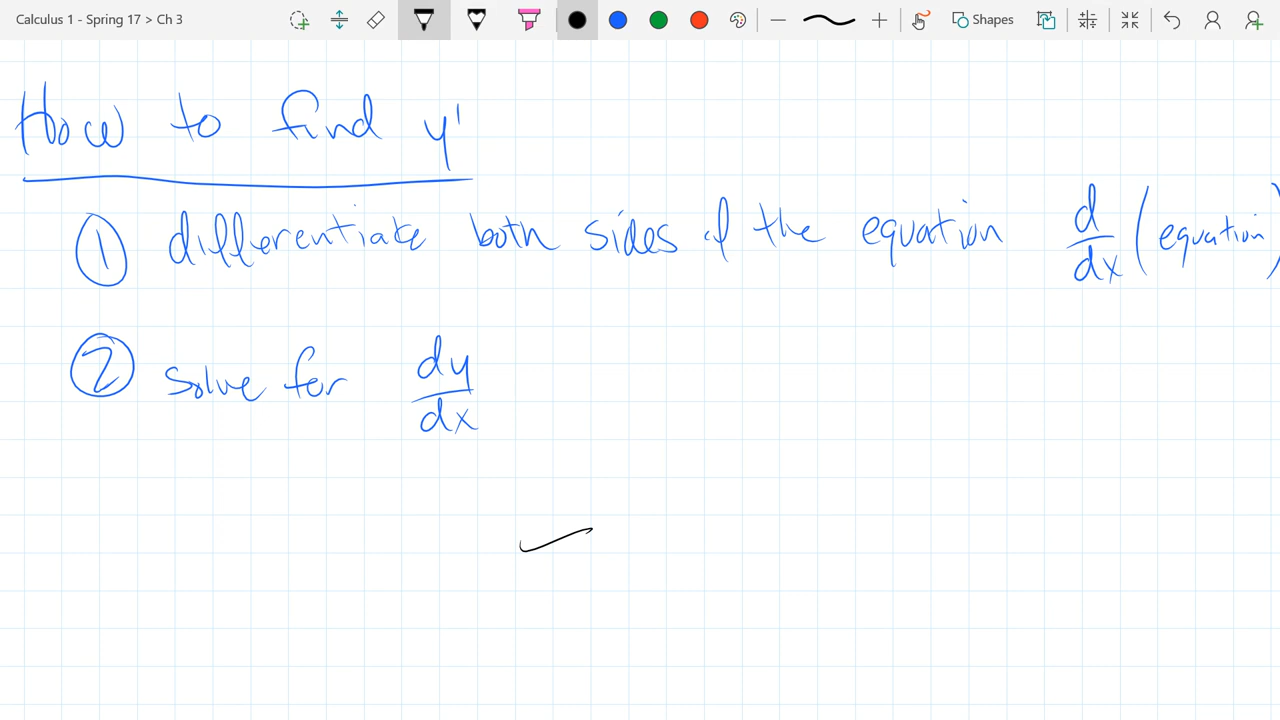 Calculus 1 - Spring 17 > Ch 3
Shapes
How to find y'
① differentiate both sides of the equation d/dx (equation)
② solve for dy/dx